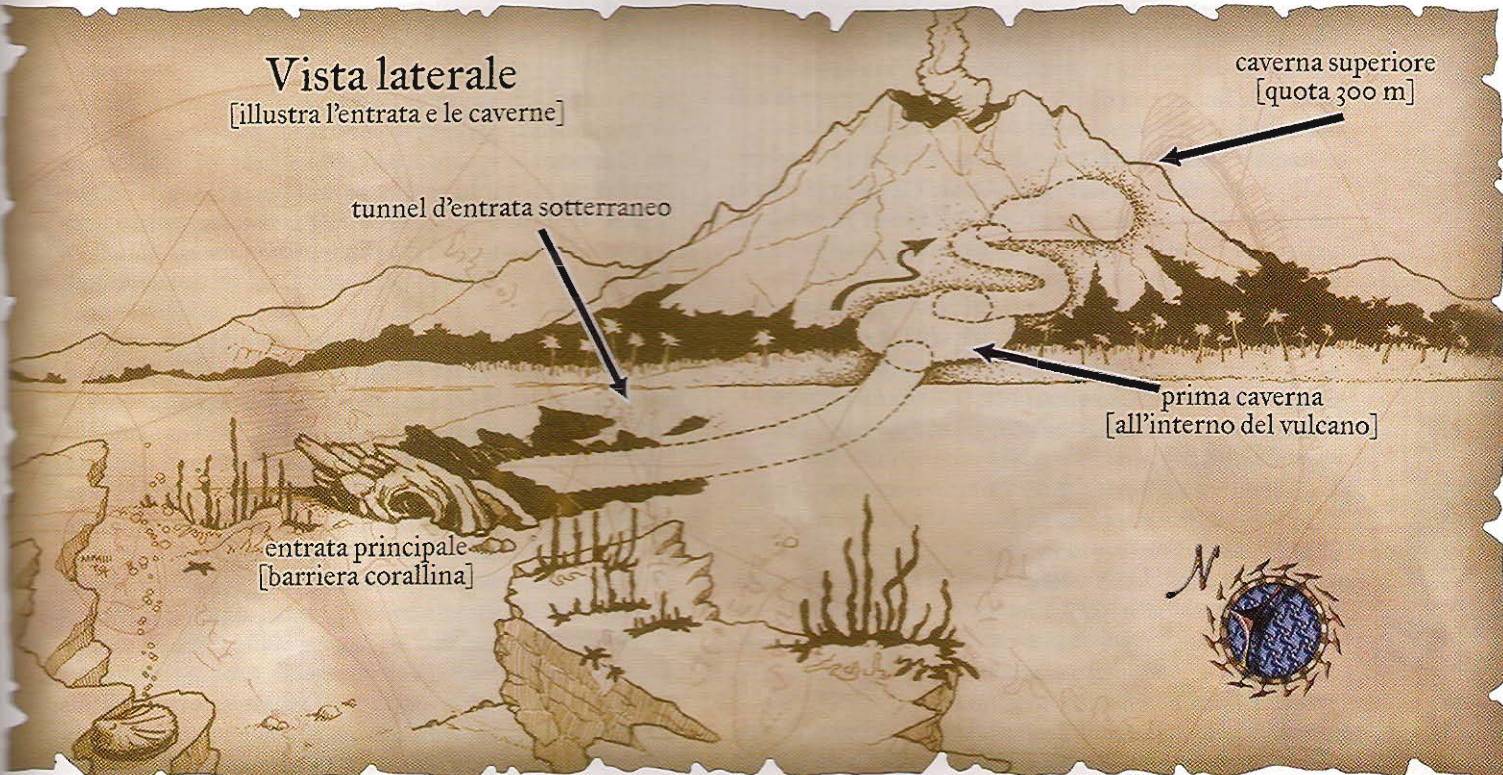 Vista laterale
[illustra l'entrata e le caverne]
caverna superiore
[quota 300 m]
tunnel d'entrata sotterraneo
prima caverna
[all'interno del vulcano]
entrata principale
[barriera corallina]
N